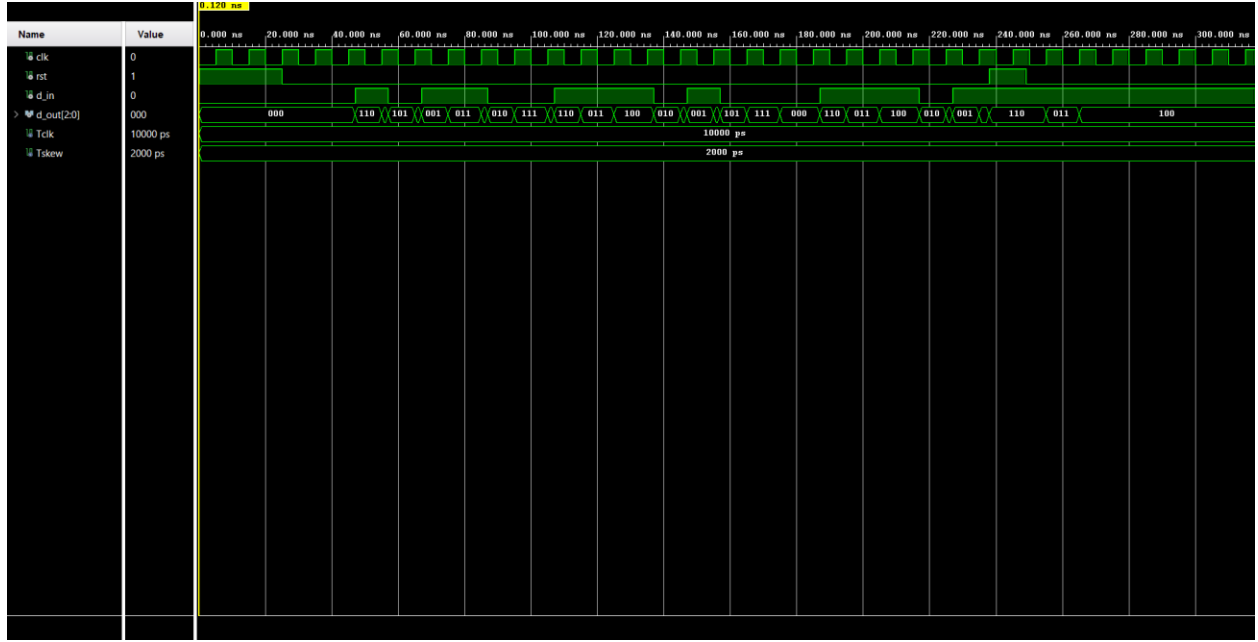 0.120 ns
Name Value 0.000 ns 20.000 ns 40.000 ns 60.000 ns 80.000 ns 100.000 ns 120.000 ns 140.000 ns 160.000 ns 180.000 ns 200.000 ns 220.000 ns 240.000 ns 260.000 ns 280.000 ns 300.000 ns
clk 0
rst 1
d_in 0
d_out[2:0] 000 000 110 101 001 011 010 111 110 011 100 010 001 101 111 000 110 011 100 010 001 110 011 100
Tclk 10000 ps 10000 ps
Tskew 2000 ps 2000 ps